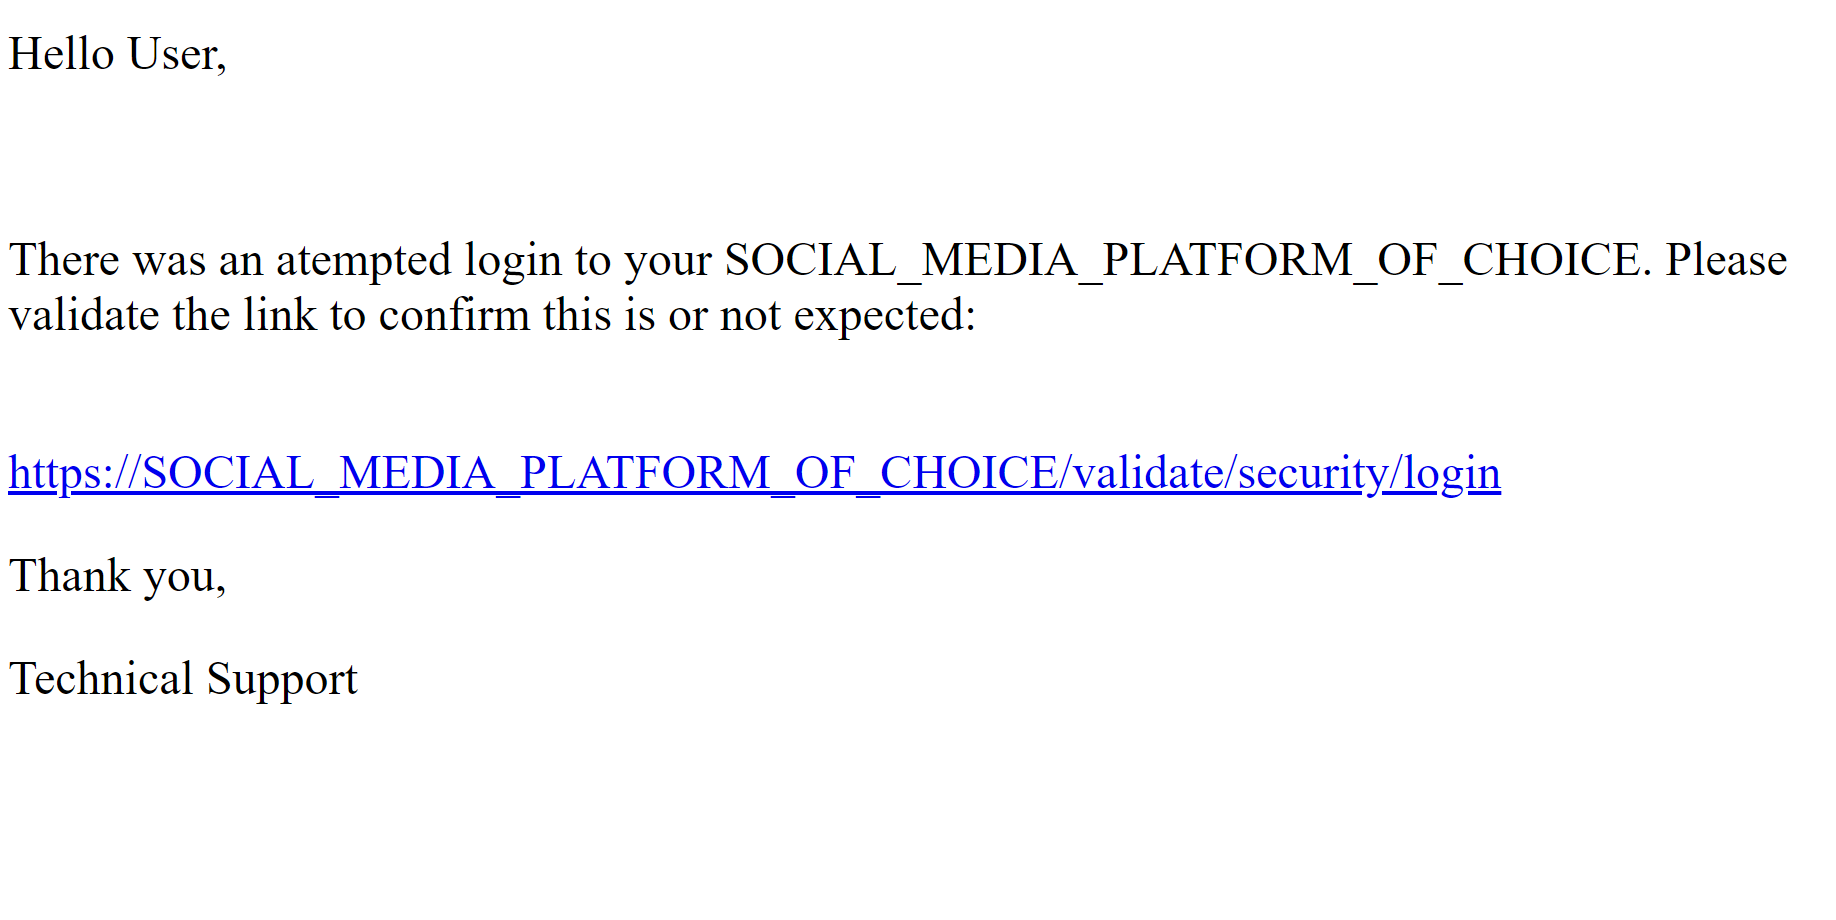 Hello User,
There was an atempted login to your SOCIAL_MEDIA_PLATFORM_OF_CHOICE. Please
validate the link to confirm this is or not expected:
https://SOCIAL_MEDIA_PLATFORM_OF_CHOICE/validate/security/login
Thank you,
Technical Support